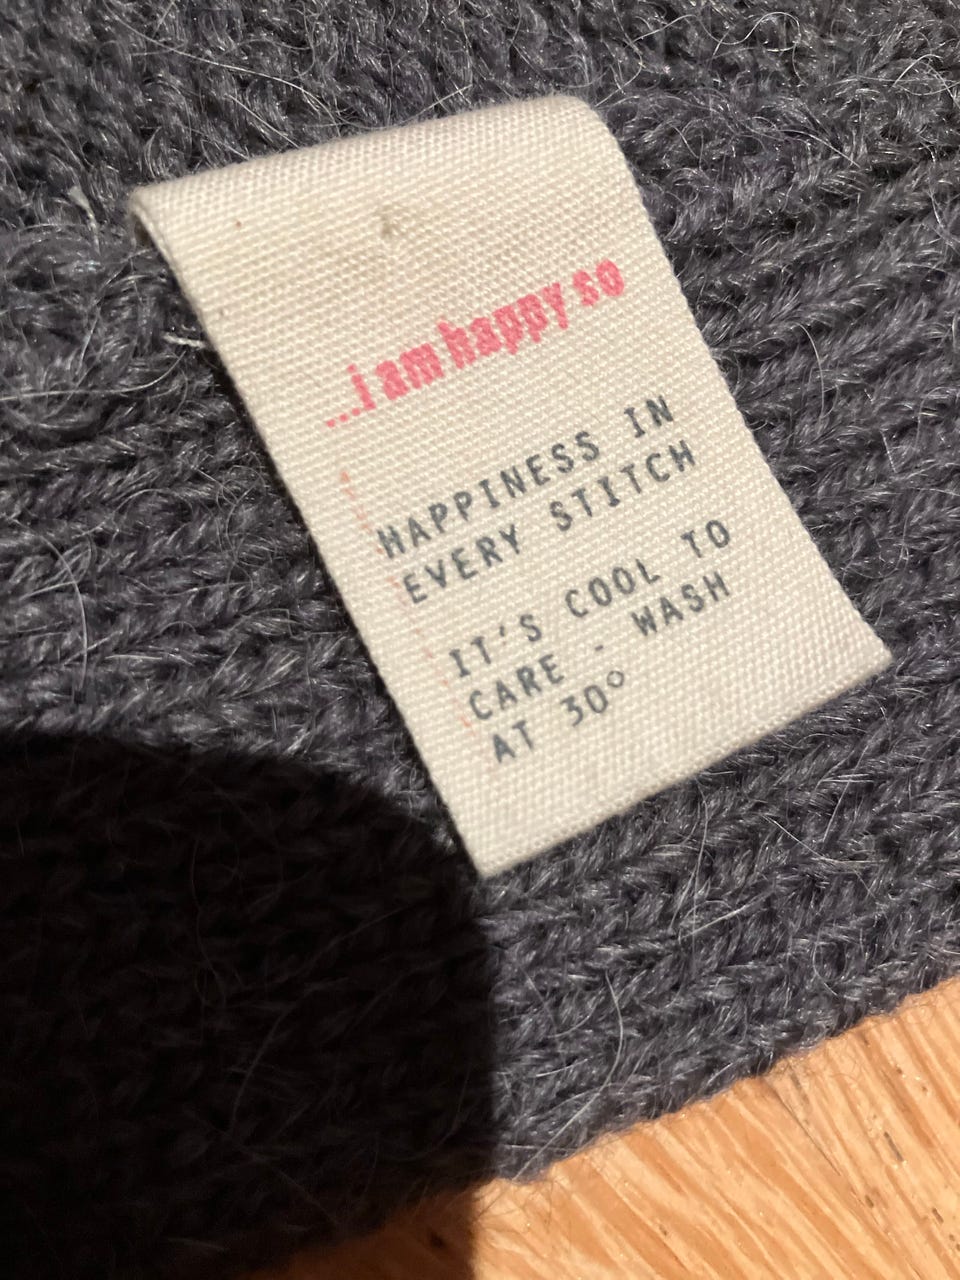 ...i am happy so
HAPPINESS IN
EVERY STITCH
IT'S COOL TO
CARE - WASH
AT 30°